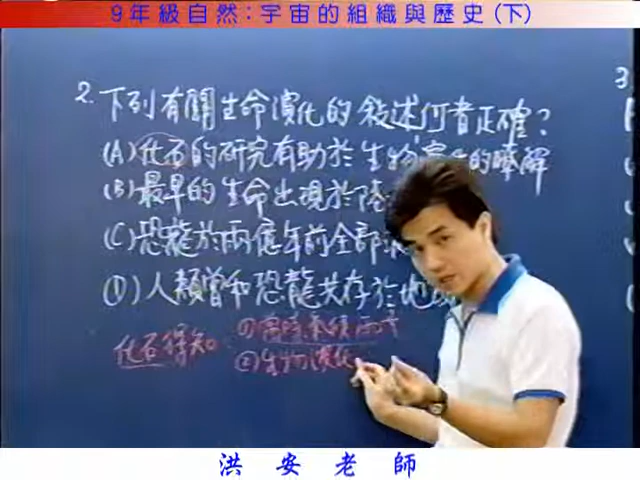 9年級自然:宇宙的組織與歷史(下)
2. 下列有關生命演化的敘述何者正確?
(A)化石的研究有助於生物演化的瞭解
(B)最早的生命出現於陸
(C)恐龍於兩億年前全部
(D)人類曾和恐龍共存於地
化石得知 ①當時氣候
②生物演化
3.
洪安老師